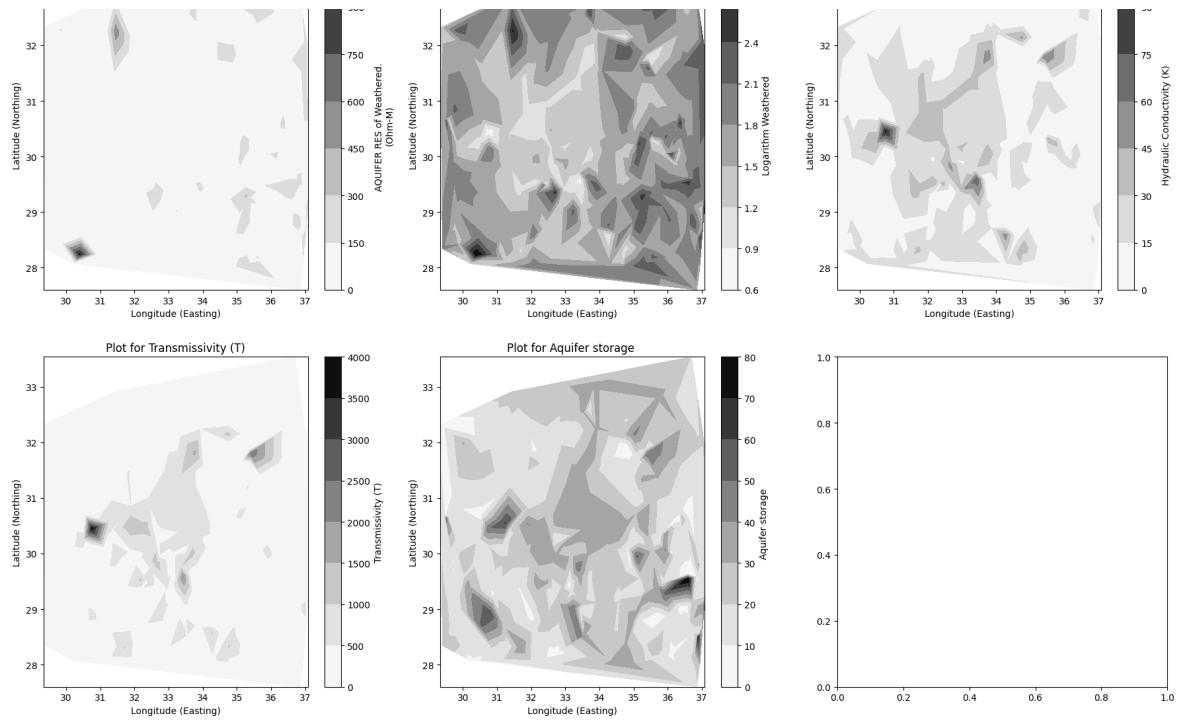 32
31
30
29
28
30 31 32 33 34 35 36 37
Longitude (Easting)
Latitude (Northing)
750
600
450
300
150
0
AQUIFER RES of Weathered.
(Ohm-M)
30 31 32 33 34 35 36 37
Longitude (Easting)
32
31
30
29
28
Latitude (Northing)
2.4
2.1
1.8
1.5
1.2
0.9
0.6
Logarithm Weathered
32
31
30
29
28
30 31 32 33 34 35 36 37
Longitude (Easting)
Latitude (Northing)
75
60
45
30
15
0
Hydraulic Conductivity (K)
Plot for Transmissivity (T)
33
32
31
30
29
28
30 31 32 33 34 35 36 37
Longitude (Easting)
Latitude (Northing)
4000
3500
3000
2500
2000
1500
1000
500
0
Transmissivity (T)
Plot for Aquifer storage
33
32
31
30
29
28
30 31 32 33 34 35 36 37
Longitude (Easting)
Latitude (Northing)
80
70
60
50
40
30
20
10
0
Aquifer storage
1.0
0.8
0.6
0.4
0.2
0.0
0.0 0.2 0.4 0.6 0.8 1.0